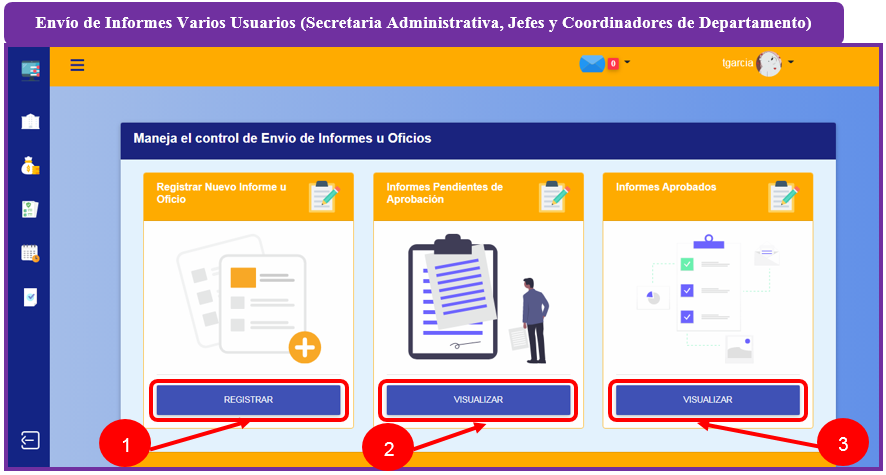 Envío de Informes Varios Usuarios (Secretaria Administrativa, Jefes y Coordinadores de Departamento)
0
tgarcia
Maneja el control de Envio de Informes u Oficios
Registrar Nuevo Informe u
Oficio
Informes Pendientes de
Aprobación
Informes Aprobados
REGISTRAR
VISUALIZAR
VISUALIZAR
1
2
3